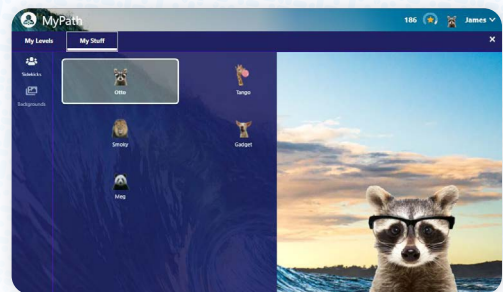 MyPath
186
James
My Levels
My Stuff
Sidekicks
Backgrounds
Otto
Tango
Smoky
Gadget
Meg